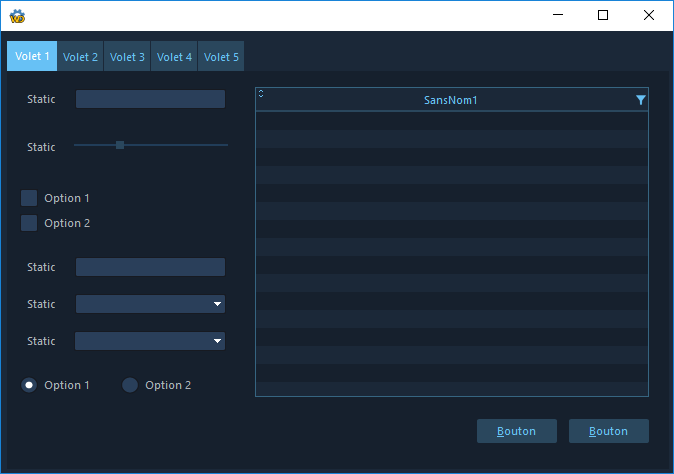 Volet 1 Volet 2 Volet 3 Volet 4 Volet 5
Static
SansNom1
Static
Option 1
Option 2
Static
Static
Static
Option 1 Option 2
Bouton Bouton